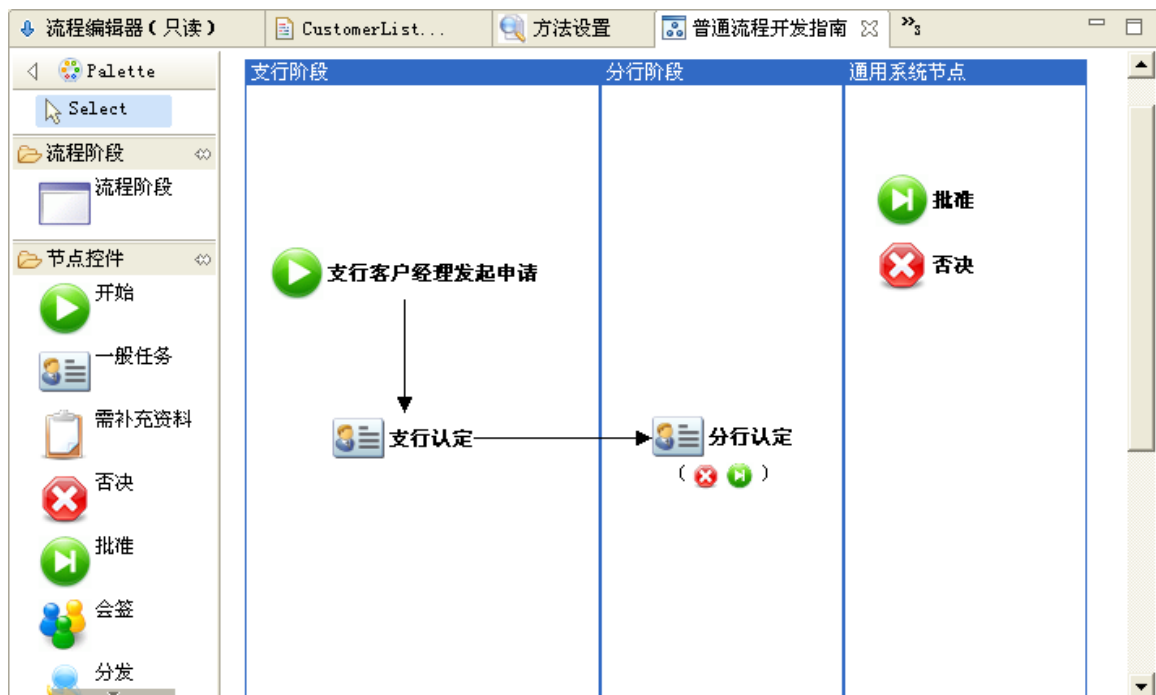 流程编辑器(只读)
CustomerList...
方法设置
普通流程开发指南
»5
Palette
Select
流程阶段
流程阶段
节点控件
开始
一般任务
需补充资料
否决
批准
会签
分发
支行阶段
分行阶段
通用系统节点
支行客户经理发起申请
批准
否决
支行认定
分行认定
( )